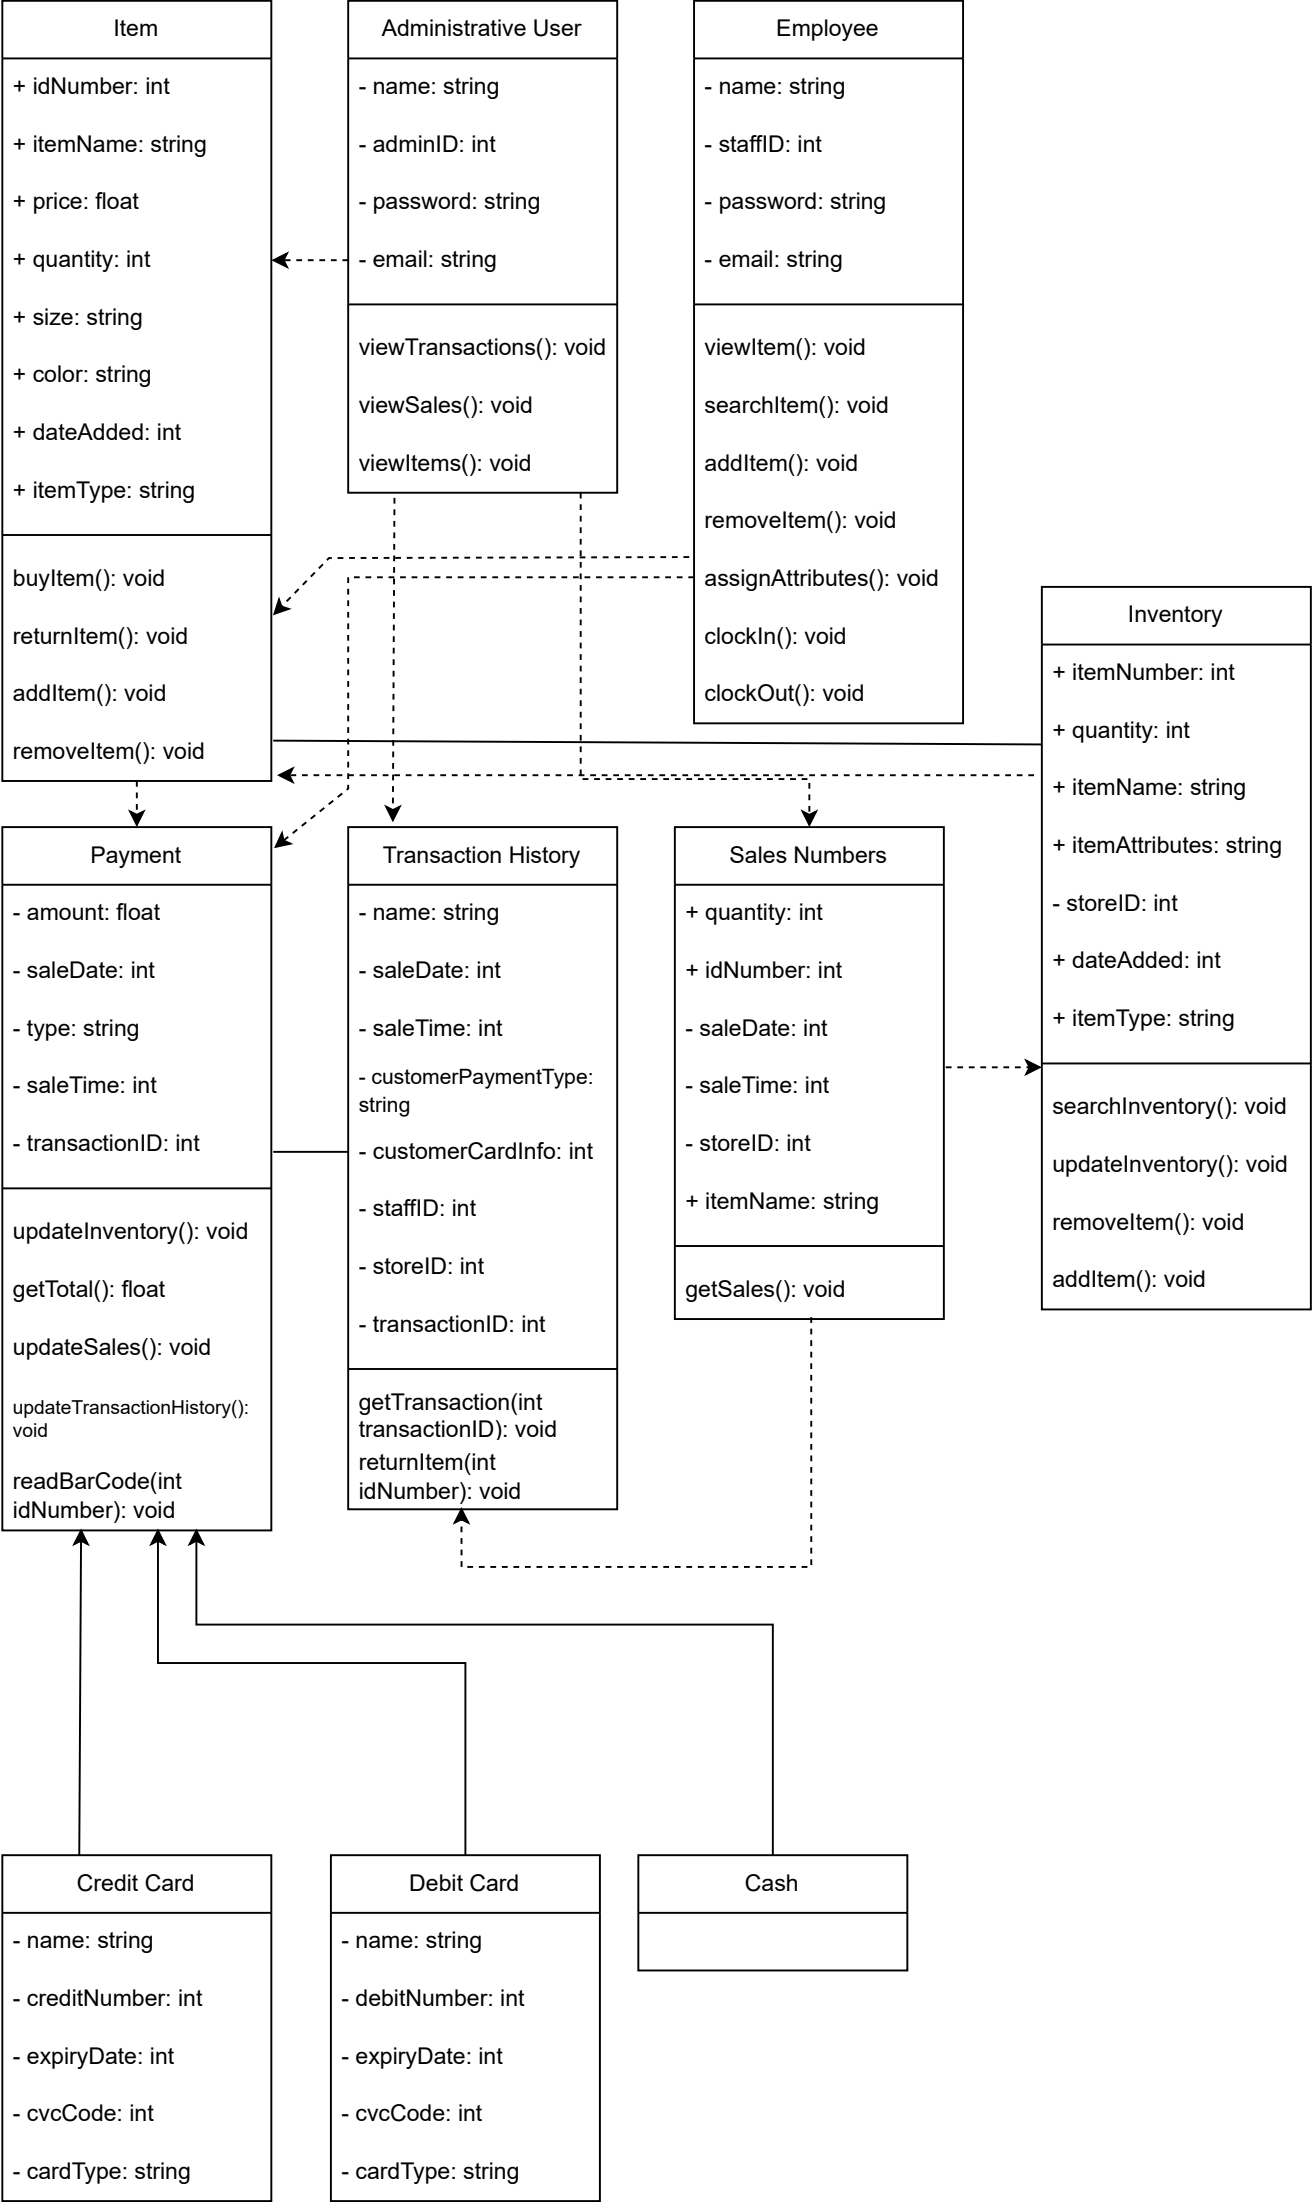 Item
+ idNumber: int
+ itemName: string
+ price: float
+ quantity: int
+ size: string
+ color: string
+ dateAdded: int
+ itemType: string
buyItem(): void
returnItem(): void
addItem(): void
removeItem(): void
Administrative User
- name: string
- adminID: int
- password: string
- email: string
viewTransactions(): void
viewSales(): void
viewItems(): void
Employee
- name: string
- staffID: int
- password: string
- email: string
viewItem(): void
searchItem(): void
addItem(): void
removeItem(): void
assignAttributes(): void
clockIn(): void
clockOut(): void
Inventory
+ itemNumber: int
+ quantity: int
+ itemName: string
+ itemAttributes: string
- storeID: int
+ dateAdded: int
+ itemType: string
searchInventory(): void
updateInventory(): void
removeItem(): void
addItem(): void
Payment
- amount: float
- saleDate: int
- type: string
- saleTime: int
- transactionID: int
updateInventory(): void
getTotal(): float
updateSales(): void
updateTransactionHistory():
void
readBarCode(int
idNumber): void
Transaction History
- name: string
- saleDate: int
- saleTime: int
- customerPaymentType:
string
- customerCardInfo: int
- staffID: int
- storeID: int
- transactionID: int
getTransaction(int
transactionID): void
returnItem(int
idNumber): void
Sales Numbers
+ quantity: int
+ idNumber: int
- saleDate: int
- saleTime: int
- storeID: int
+ itemName: string
getSales(): void
Credit Card
- name: string
- creditNumber: int
- expiryDate: int
- cvcCode: int
- cardType: string
Debit Card
- name: string
- debitNumber: int
- expiryDate: int
- cvcCode: int
- cardType: string
Cash